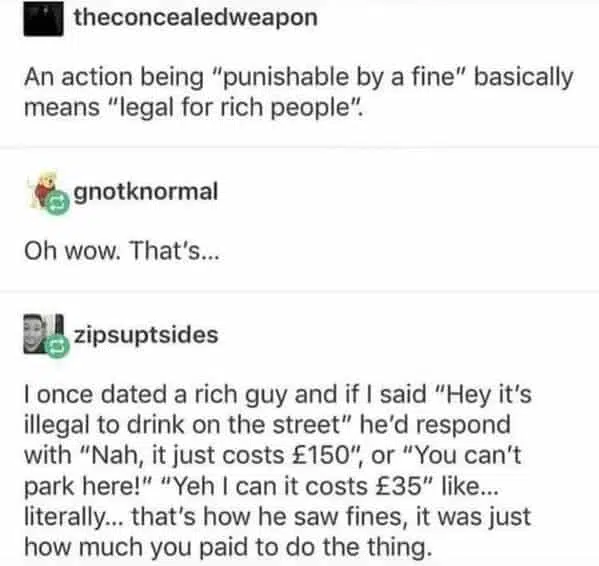 theconcealedweapon
An action being "punishable by a fine" basically
means "legal for rich people".
gnotknormal
Oh wow. That's...
zipsuptsides
I once dated a rich guy and if I said "Hey it's
illegal to drink on the street" he'd respond
with "Nah, it just costs £150", or "You can't
park here!" "Yeh I can it costs £35" like...
literally... that's how he saw fines, it was just
how much you paid to do the thing.